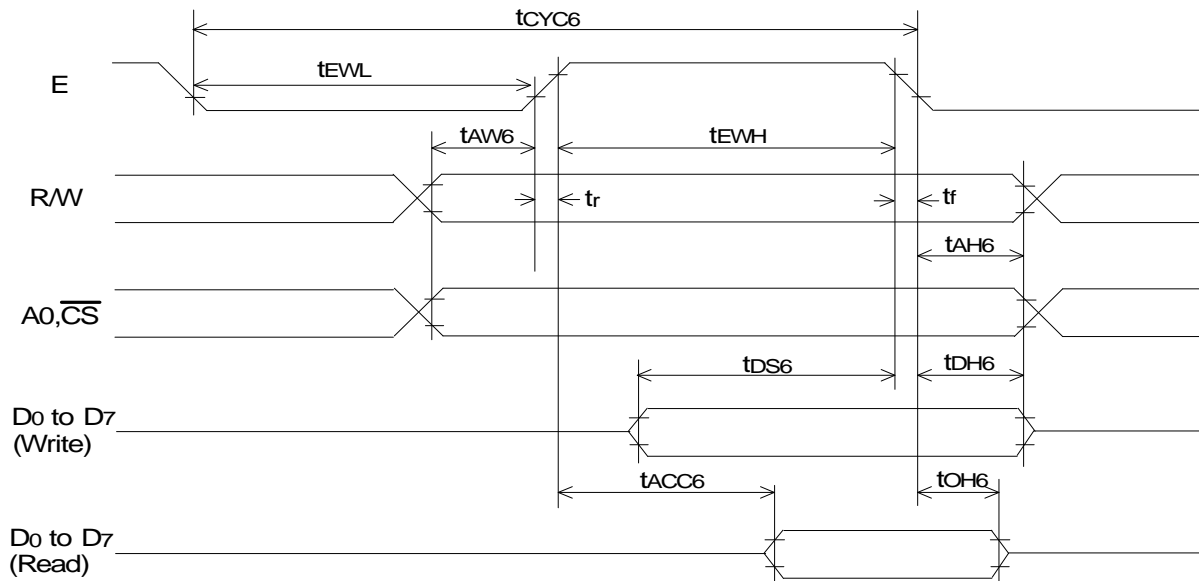 tCYC6
E
tEWL
tAW6
tEWH
R/W
tr
tf
tAH6
A0,CS
tDS6
tDH6
D0 to D7
(Write)
tACC6
tOH6
D0 to D7
(Read)